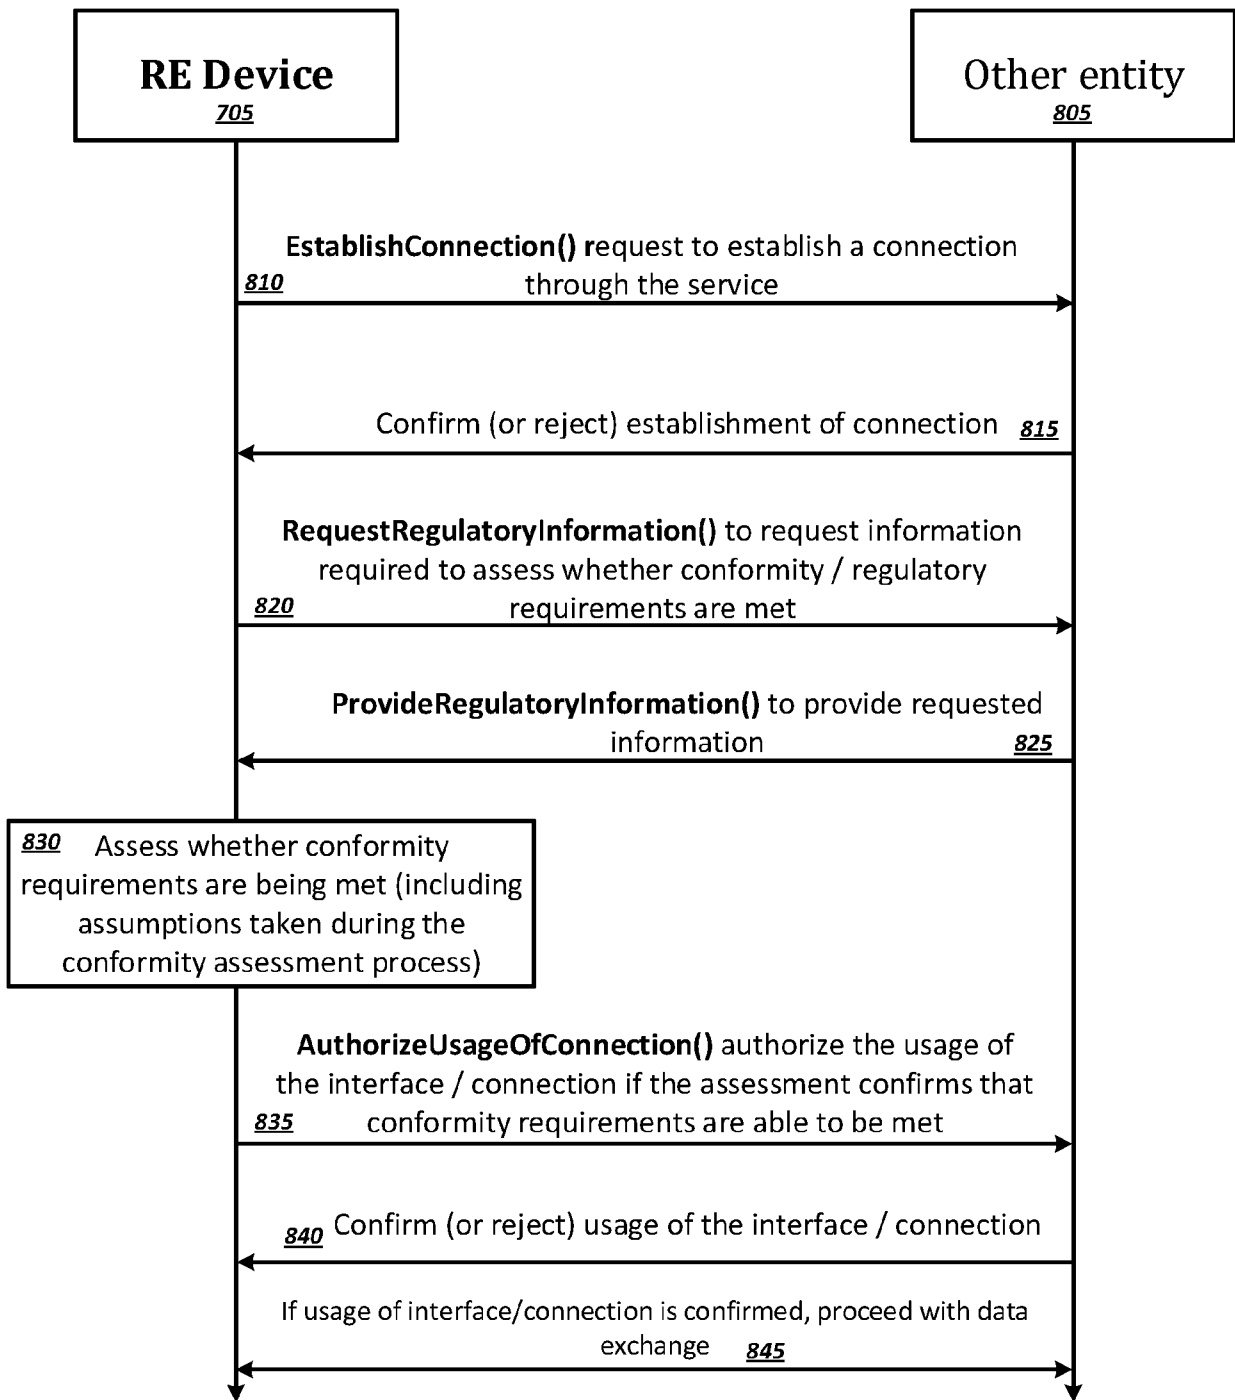 RE Device
705
Other entity
805
EstablishConnection() request to establish a connection
through the service
810
Confirm (or reject) establishment of connection 815
RequestRegulatoryInformation() to request information
required to assess whether conformity / regulatory
820 requirements are met
ProvideRegulatoryInformation() to provide requested
information 825
830 Assess whether conformity
requirements are being met (including
assumptions taken during the
conformity assessment process)
AuthorizeUsageOfConnection() authorize the usage of
the interface / connection if the assessment confirms that
835 conformity requirements are able to be met
840 Confirm (or reject) usage of the interface / connection
If usage of interface/connection is confirmed, proceed with data
exchange 845